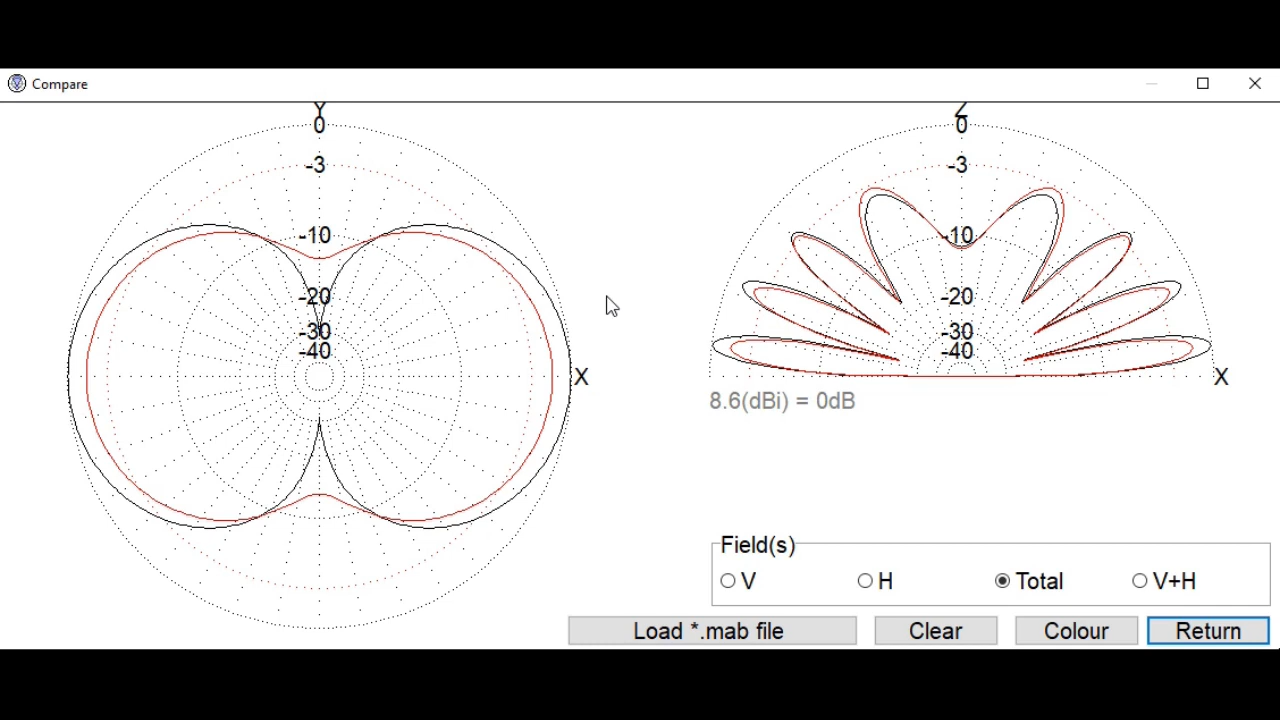 Compare
Y
0
-3
-10
-20
-30
-40
X
Z
0
-3
-10
-20
-30
-40
X
8.6(dBi) = 0dB
Field(s)
V H Total V+H
Load *.mab file Clear Colour Return